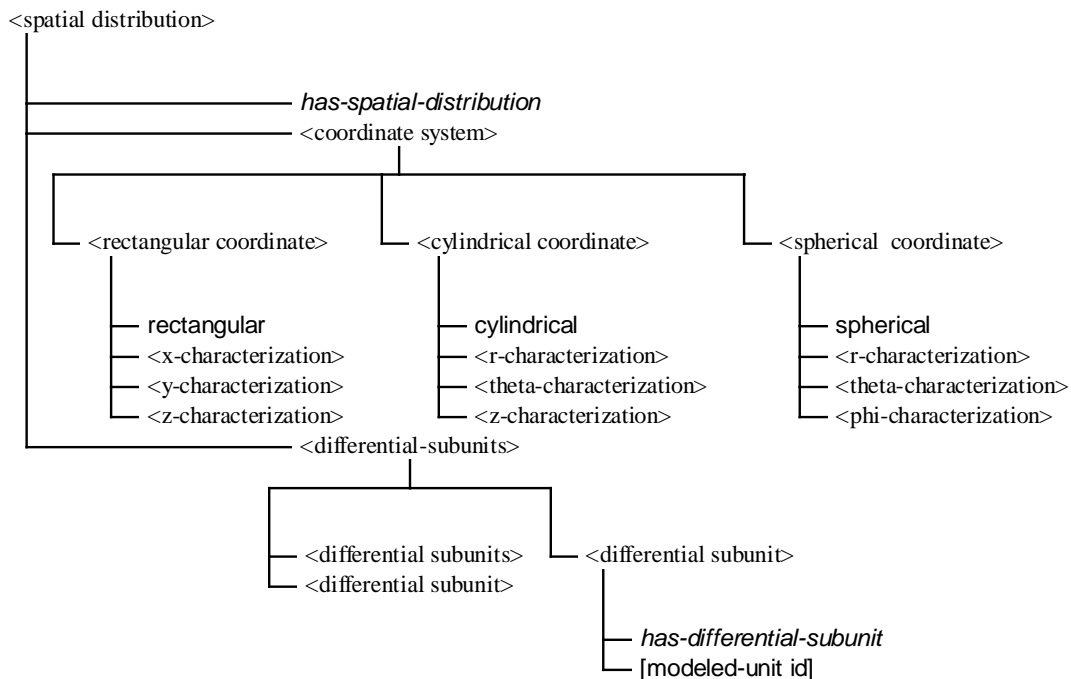 <spatial distribution>
has-spatial-distribution
<coordinate system>
<rectangular coordinate> <cylindrical coordinate> <spherical coordinate>
rectangular cylindrical spherical
<x-characterization> <r-characterization> <r-characterization>
<y-characterization> <theta-characterization> <theta-characterization>
<z-characterization> <z-characterization> <phi-characterization>
<differential-subunits>
<differential subunits> <differential subunit>
<differential subunit>
has-differential-subunit
[modeled-unit id]